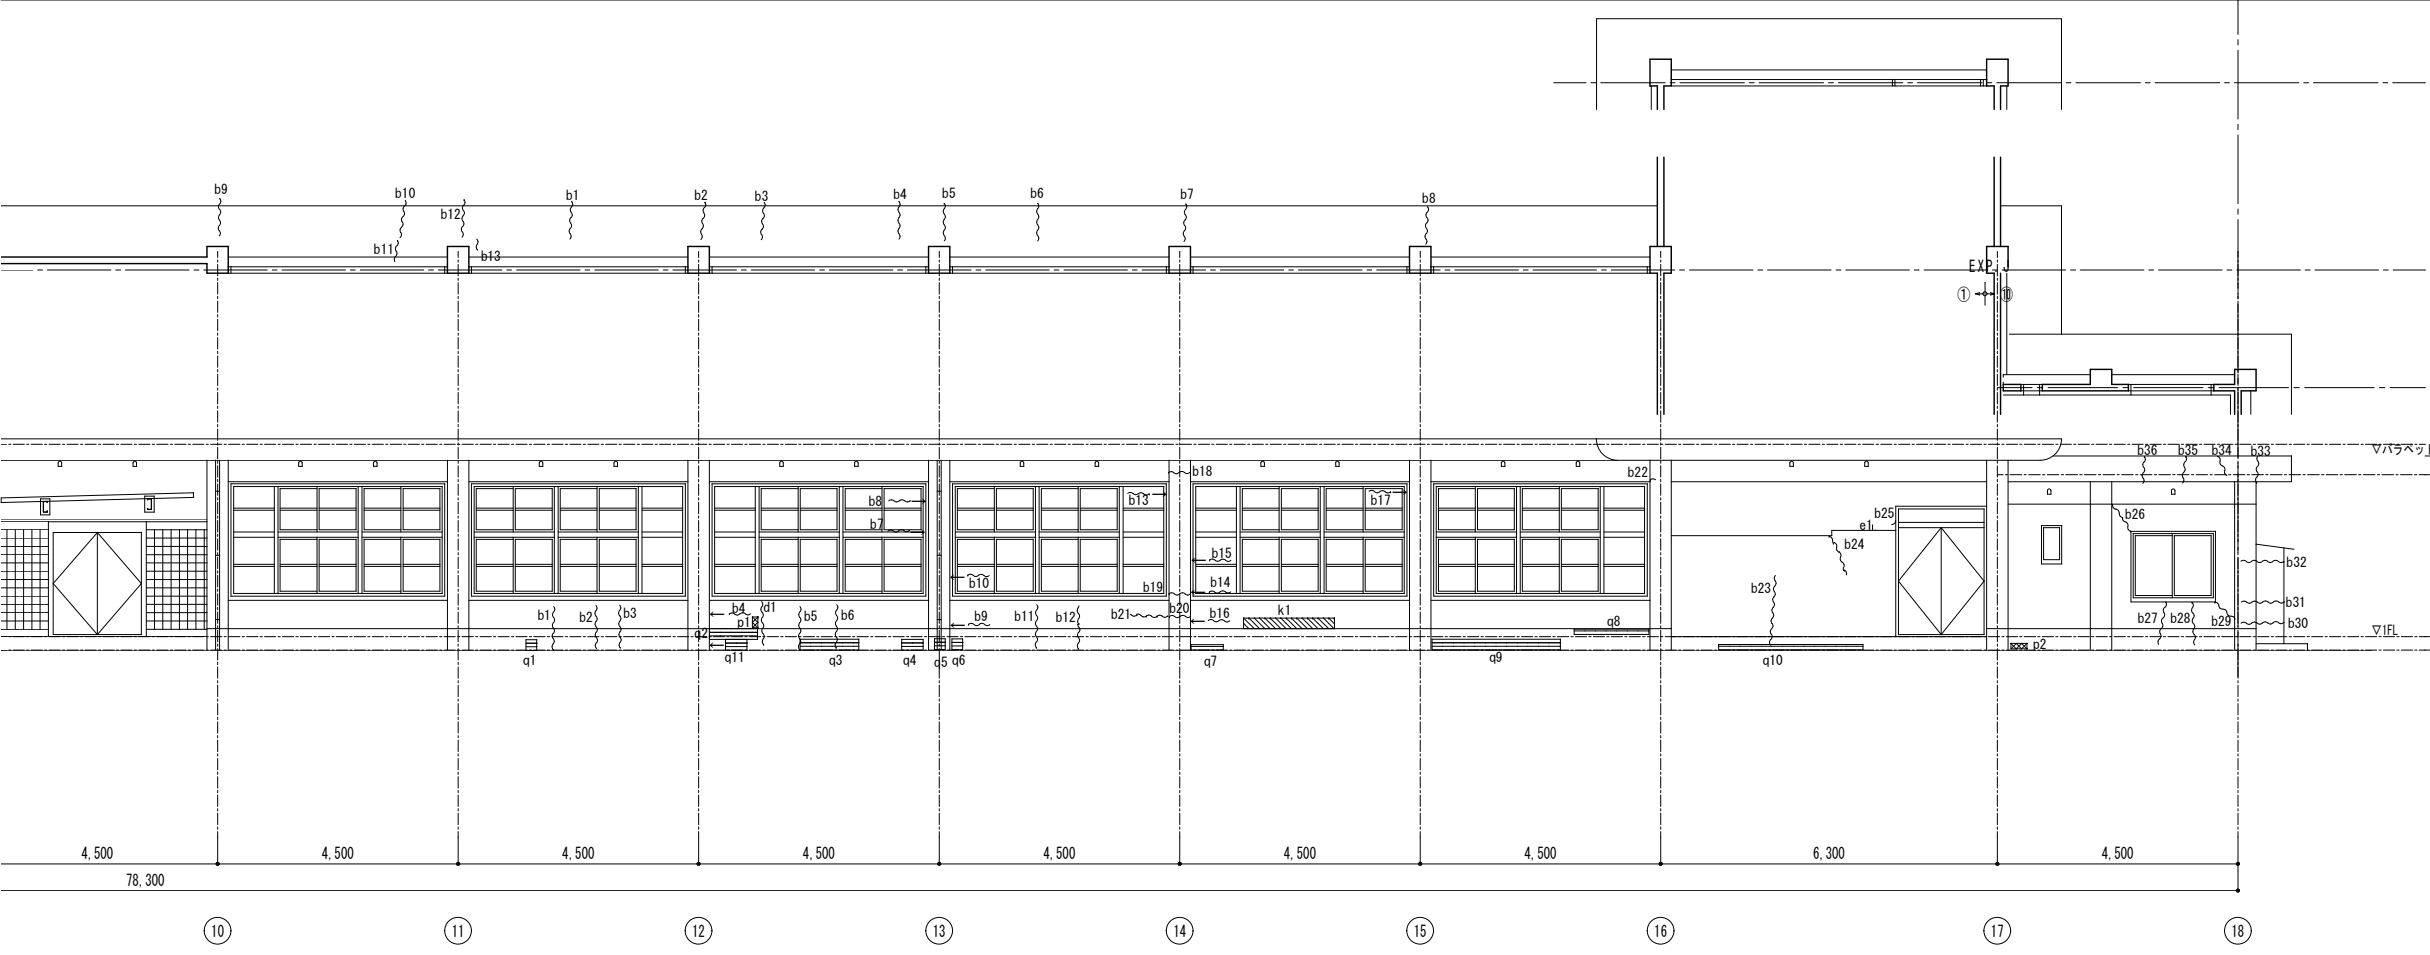 b9 b10 b12 b1 b2 b3 b4 b5 b6 b7 b8
b11 b13
EXP. J
① ⑩
b36 b35 b34 b33
▽1FL
b18 b22
b8 b13 b17
b7 b25 b26
e1
b24
b15 b32
b10 b14 b19 b23
b1 b2 b3 b4 d1 b5 b6 b9 b11 b12 b21 b20 b16 k1 b31
p1 q8 b27 b28 b29 b30
q2
q1 q11 q3 q4 q5 q6 q7 q9 q10 p2
4,500 4,500 4,500 4,500 4,500 4,500 4,500 6,300 4,500
78,300
10 11 12 13 14 15 16 17 18